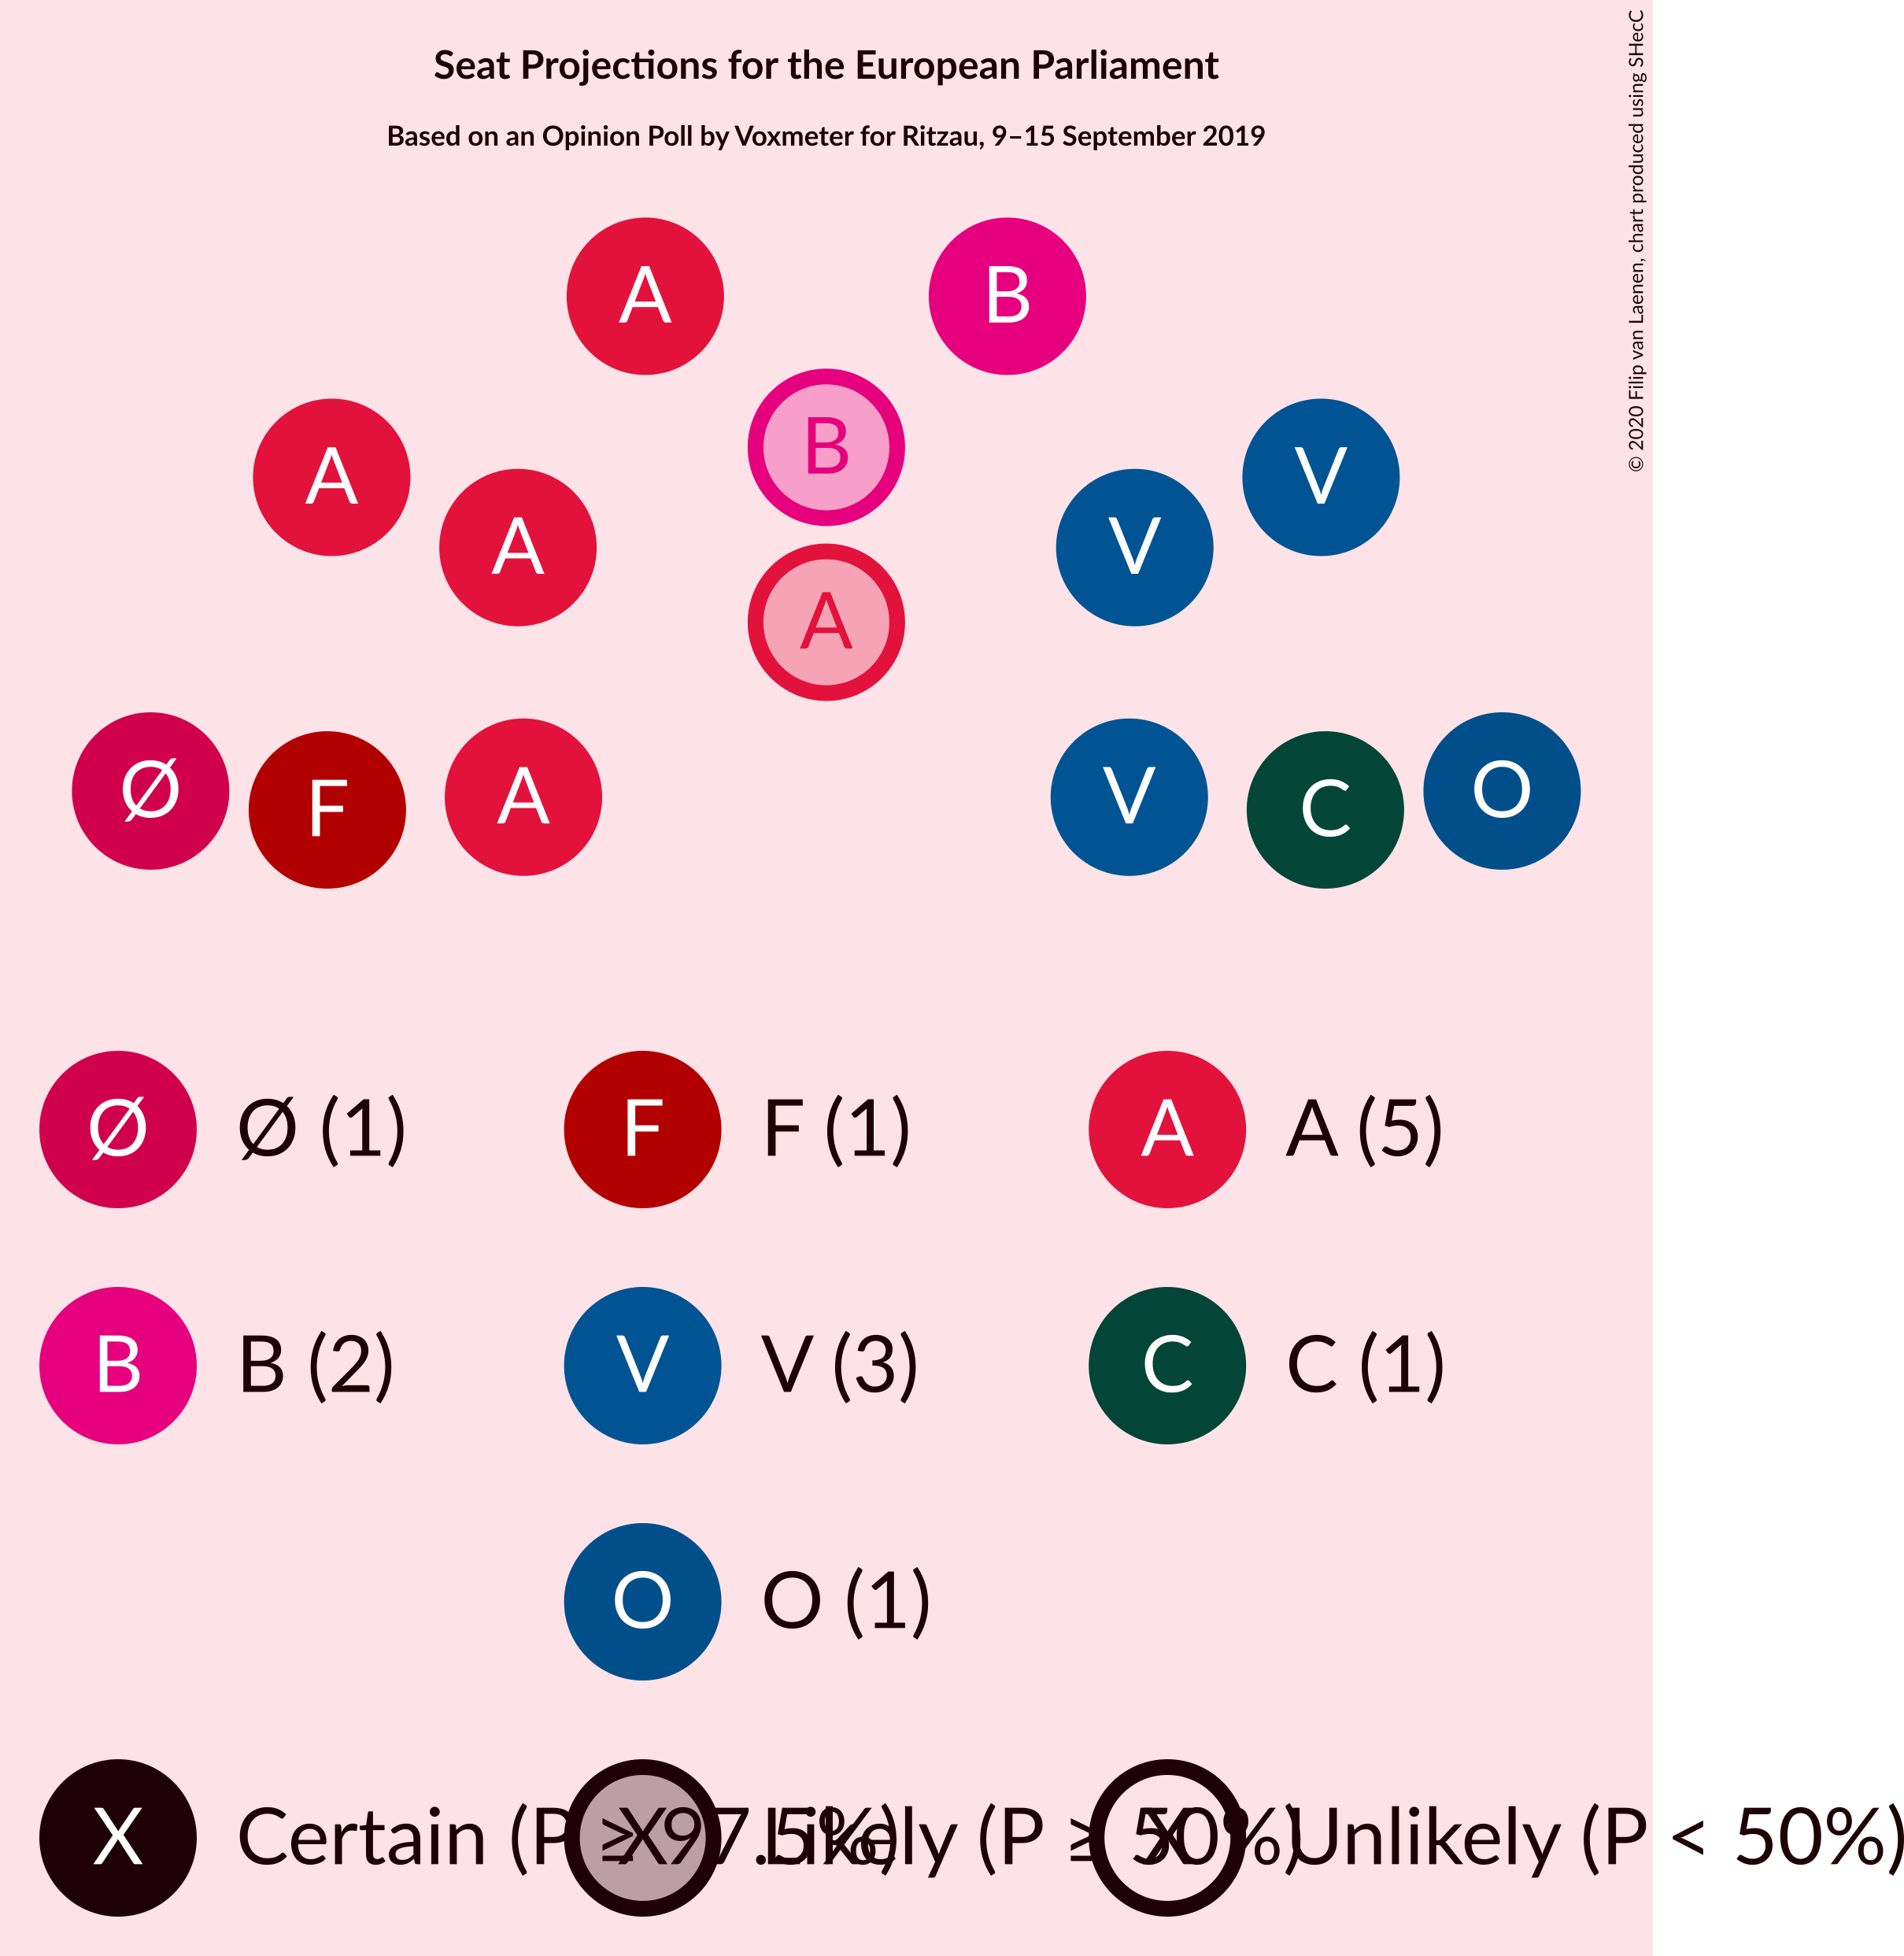 Seat Projections for the European Parliament
Based on an Opinion Poll by Voxmeter for Ritzau, 9–15 September 2019
© 2020 Filip van Laenen, chart produced using SHecC
A B
B
A V
A V
A
Ø O
A V
F C
Ø Ø (1) F F (1) A A (5)
B B (2) V V (3) C C (1)
O O (1)
X Certain (P ≥ 97.5%) X Likely (P ≥ 50%) X Unlikely (P < 50%)